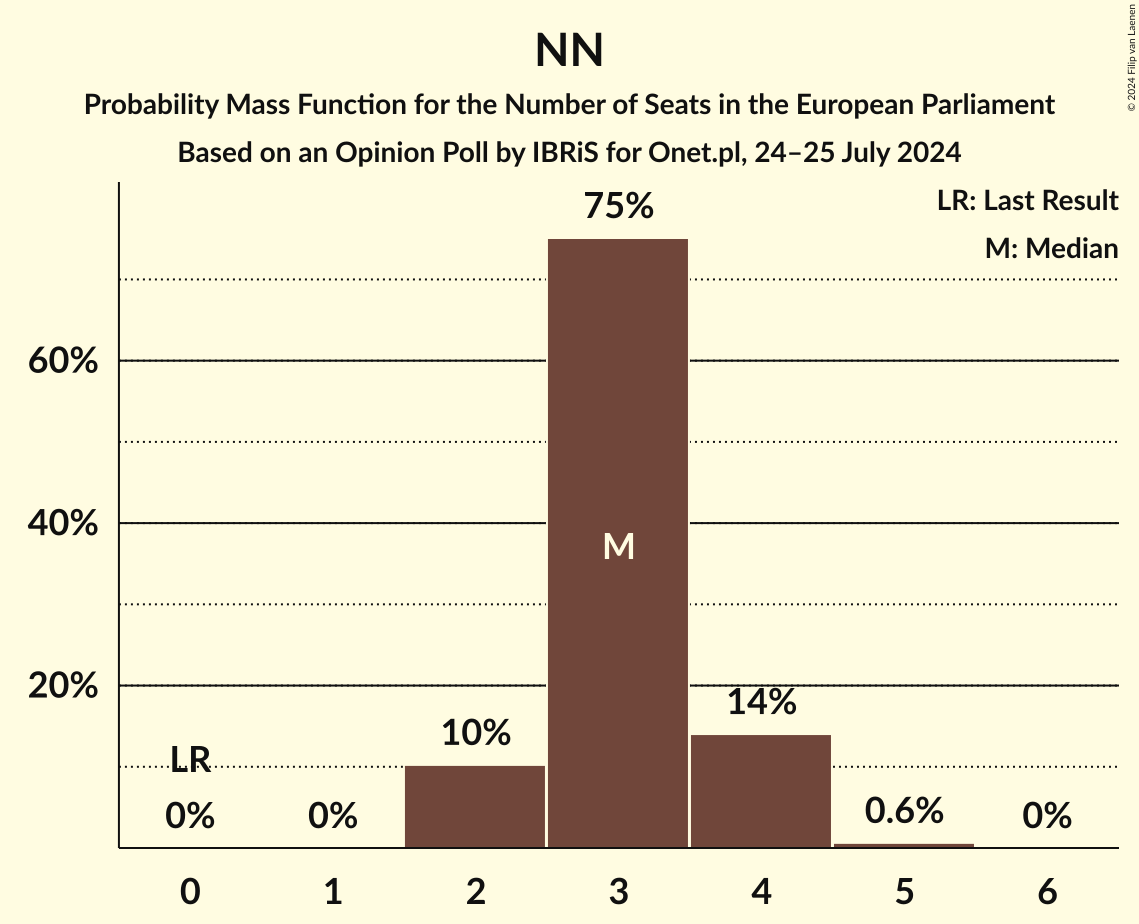 NN
Probability Mass Function for the Number of Seats in the European Parliament
Based on an Opinion Poll by IBRiS for Onet.pl, 24–25 July 2024
© 2024 Filip van Laenen
LR: Last Result
M: Median
75%
60%
40%
M
20%
14%
10%
LR
0%
0%
0.6%
0%
0 1 2 3 4 5 6